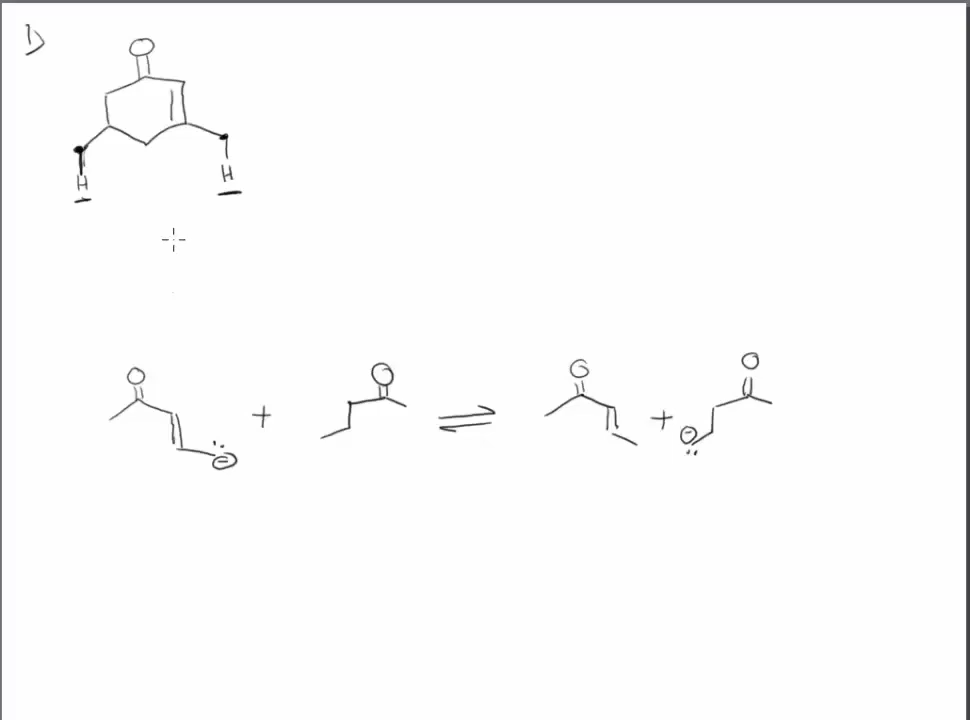 1)
O
H H
O + O ⇌ O + O
⊖ ⊖